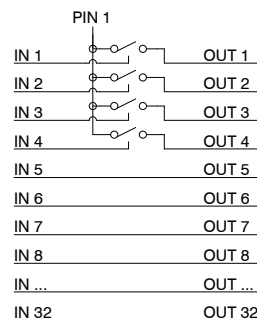 PIN 1
IN 1 OUT 1
IN 2 OUT 2
IN 3 OUT 3
IN 4 OUT 4
IN 5 OUT 5
IN 6 OUT 6
IN 7 OUT 7
IN 8 OUT 8
IN ... OUT ...
IN 32 OUT 32